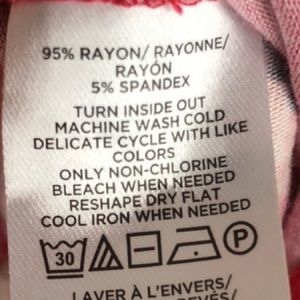 95% RAYON/ RAYONNE/
RAYÓN
5% SPANDEX
TURN INSIDE OUT
MACHINE WASH COLD
DELICATE CYCLE WITH LIKE
COLORS
ONLY NON-CHLORINE
BLEACH WHEN NEEDED
RESHAPE DRY FLAT
COOL IRON WHEN NEEDED
30 P
LAVER À L'ENVERS/